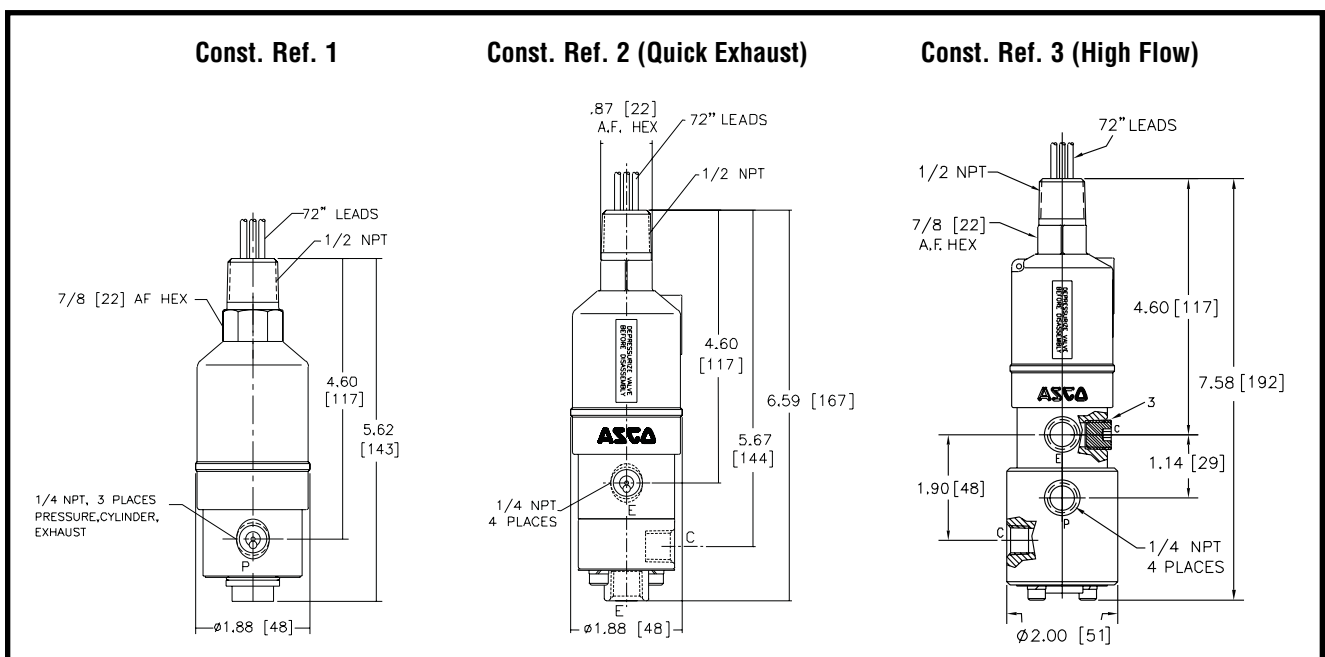 Const. Ref. 1
72" LEADS
1/2 NPT
7/8 [22] AF HEX
4.60
[117]
5.62
[143]
1/4 NPT, 3 PLACES
PRESSURE,CYLINDER,
EXHAUST
P
ø1.88 [48]
Const. Ref. 2 (Quick Exhaust)
.87 [22]
A.F. HEX
72" LEADS
1/2 NPT
DEPRESSURIZE VALVE
BEFORE DISASSEMBLY
4.60
[117]
6.59 [167]
ASCO
5.67
[144]
1/4 NPT
4 PLACES
E
C
E
ø1.88 [48]
Const. Ref. 3 (High Flow)
72" LEADS
1/2 NPT
7/8 [22]
A.F. HEX
DEPRESSURIZE VALVE
BEFORE DISASSEMBLY
4.60 [117]
7.58 [192]
ASCO
3
C
E
1.14 [29]
1.90 [48]
P
C
1/4 NPT
4 PLACES
ø2.00 [51]